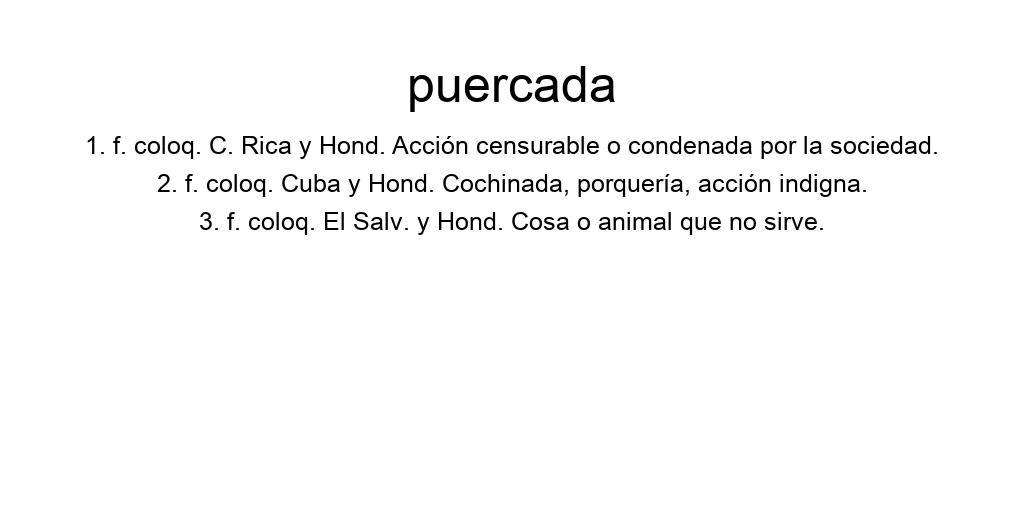 puercada
1. f. coloq. C. Rica y Hond. Acción censurable o condenada por la sociedad.
2. f. coloq. Cuba y Hond. Cochinada, porquería, acción indigna.
3. f. coloq. El Salv. y Hond. Cosa o animal que no sirve.